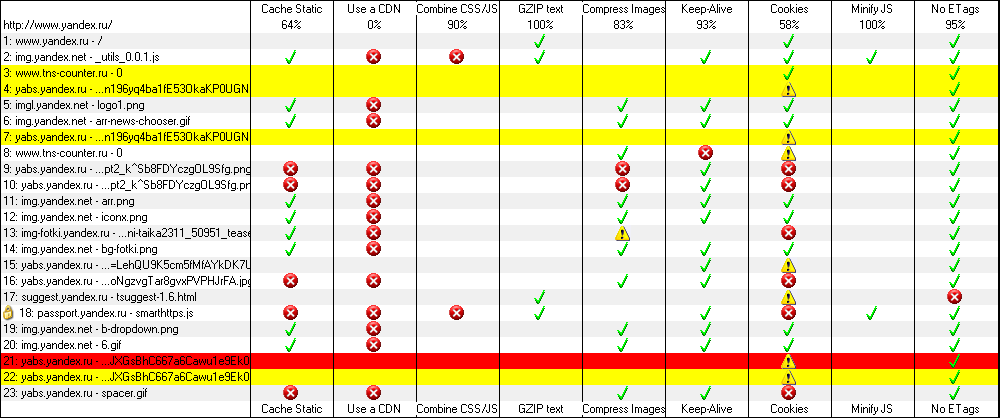 Cache Static Use a CDN Combine CSS/JS GZIP text Compress Images Keep-Alive Cookies Minify JS No ETags
http://www.yandex.ru/ 64% 0% 90% 100% 83% 93% 58% 100% 95%
1: www.yandex.ru - /
2: img.yandex.net - _utils_0.0.1.js
3: www.tns-counter.ru - 0
4: yabs.yandex.ru - ...n196yq4ba1fE53OkaKP0UGN
5: imgl.yandex.net - logo1.png
6: img.yandex.net - arr-news-chooser.gif
7: yabs.yandex.ru - ...n196yq4ba1fE53OkaKP0UGN
8: www.tns-counter.ru - 0
9: yabs.yandex.ru - ...pt2_k^Sb8FDYczgOL9Sfg.pn
10: yabs.yandex.ru - ...pt2_k^Sb8FDYczgOL9Sfg.pn
11: img.yandex.net - arr.png
12: img.yandex.net - iconx.png
13: img-fotki.yandex.ru - ...ni-taika2311_50951_tease
14: img.yandex.net - bg-fotki.png
15: yabs.yandex.ru - ...=LehQU9K5cm5fMfAYkDK7U
16: yabs.yandex.ru - ...oNgzvgTar8gvxPVPHJrFA.jpg
17: suggest.yandex.ru - tsuggest-1.6.html
18: passport.yandex.ru - smarthttps.js
19: img.yandex.net - b-dropdown.png
20: img.yandex.net - 6.gif
21: yabs.yandex.ru - ...JXGsBhC667a6Cawu1e9Ek0
22: yabs.yandex.ru - ...JXGsBhC667a6Cawu1e9Ek0
23: yabs.yandex.ru - spacer.gif
Cache Static Use a CDN Combine CSS/JS GZIP text Compress Images Keep-Alive Cookies Minify JS No ETags